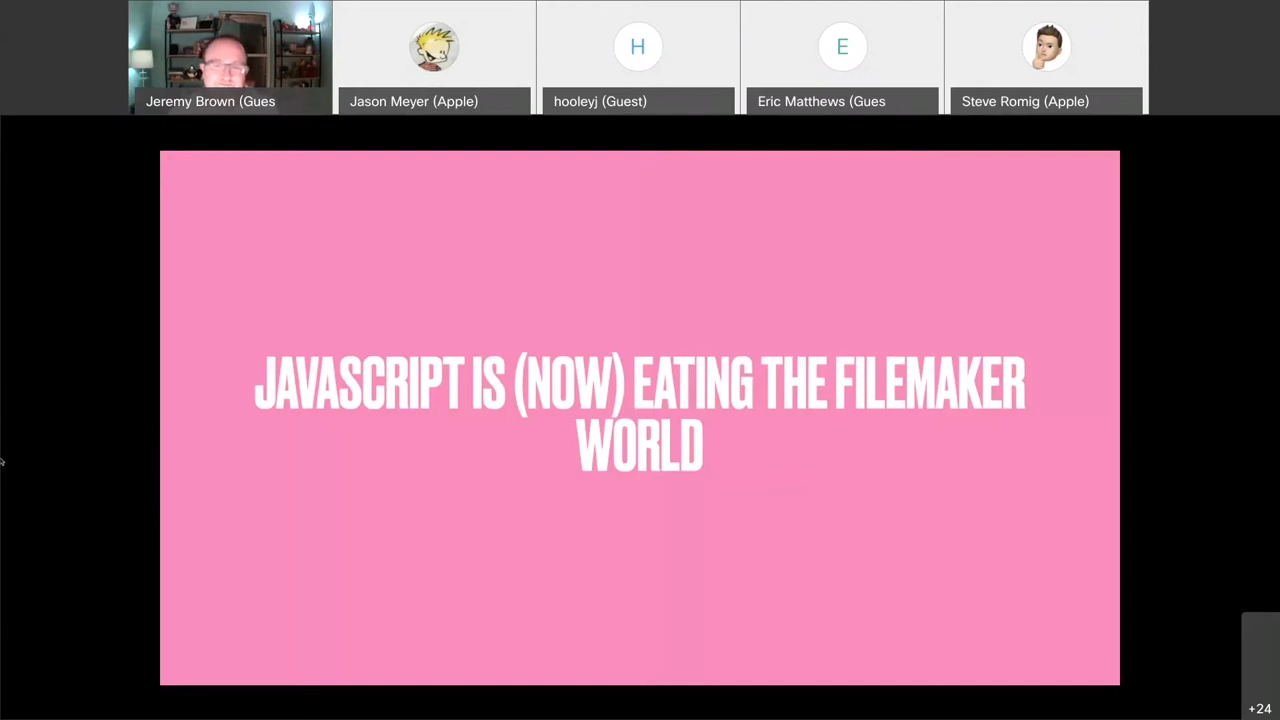 Jeremy Brown (Gues
Jason Meyer (Apple)
H
hooleyj (Guest)
E
Eric Matthews (Gues
Steve Romig (Apple)
JAVASCRIPT IS (NOW) EATING THE FILEMAKER
WORLD
+24